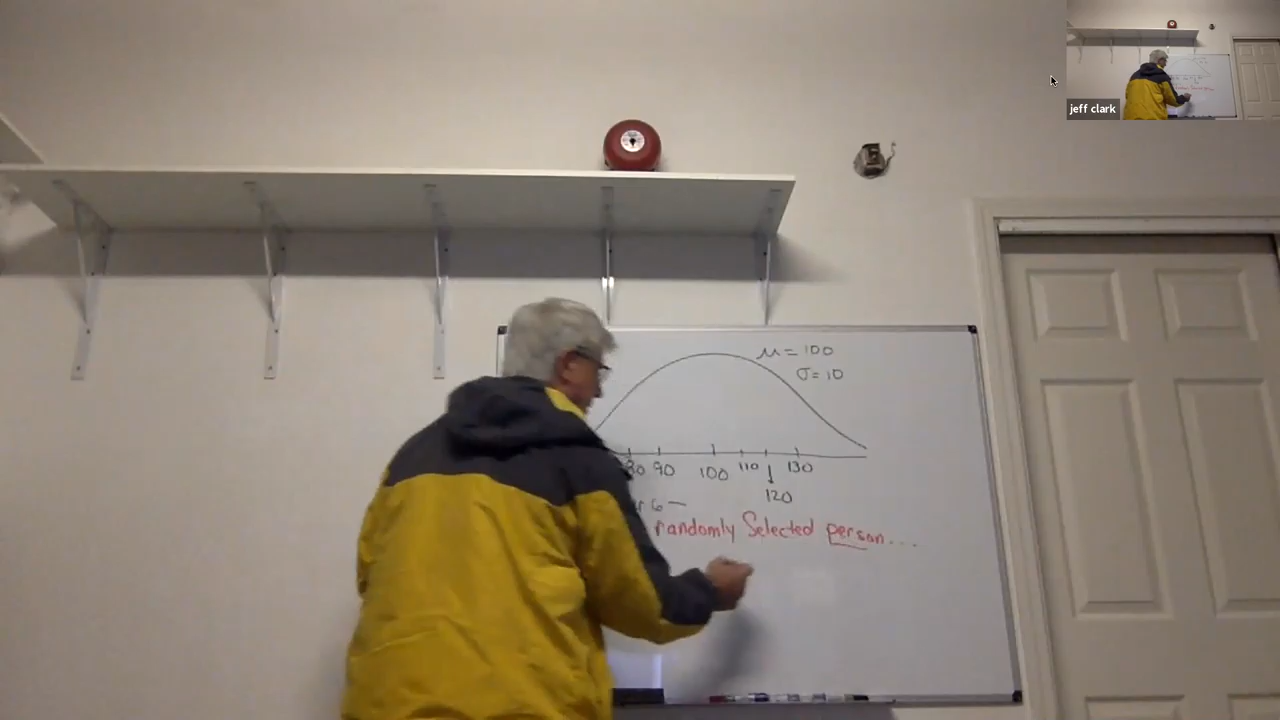 jeff clark
μ = 100
σ = 10
80 90 100 110 130
120
randomly Selected person...